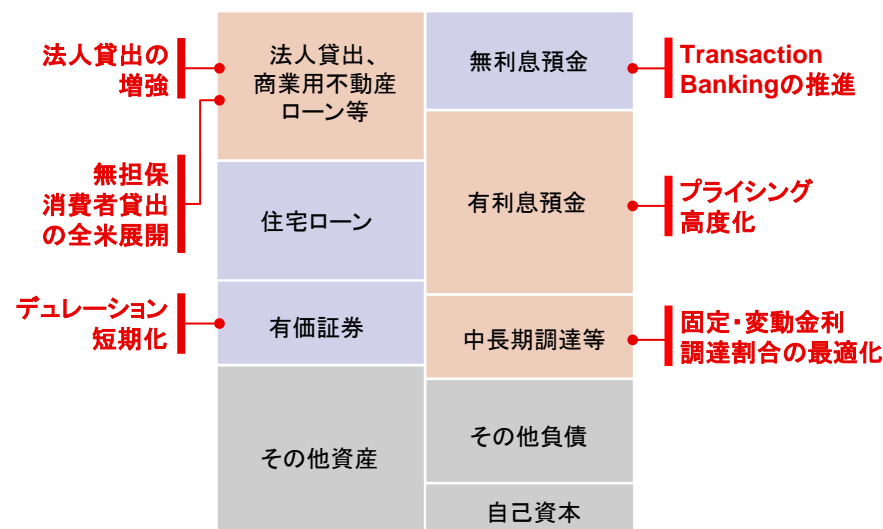 法人貸出の
増強
無担保
消費者貸出
の全米展開
デュレーション
短期化
法人貸出、
商業用不動産
ローン等
住宅ローン
有価証券
その他資産
無利息預金
有利息預金
中長期調達等
その他負債
自己資本
Transaction
Bankingの推進
プライシング
高度化
固定・変動金利
調達割合の最適化